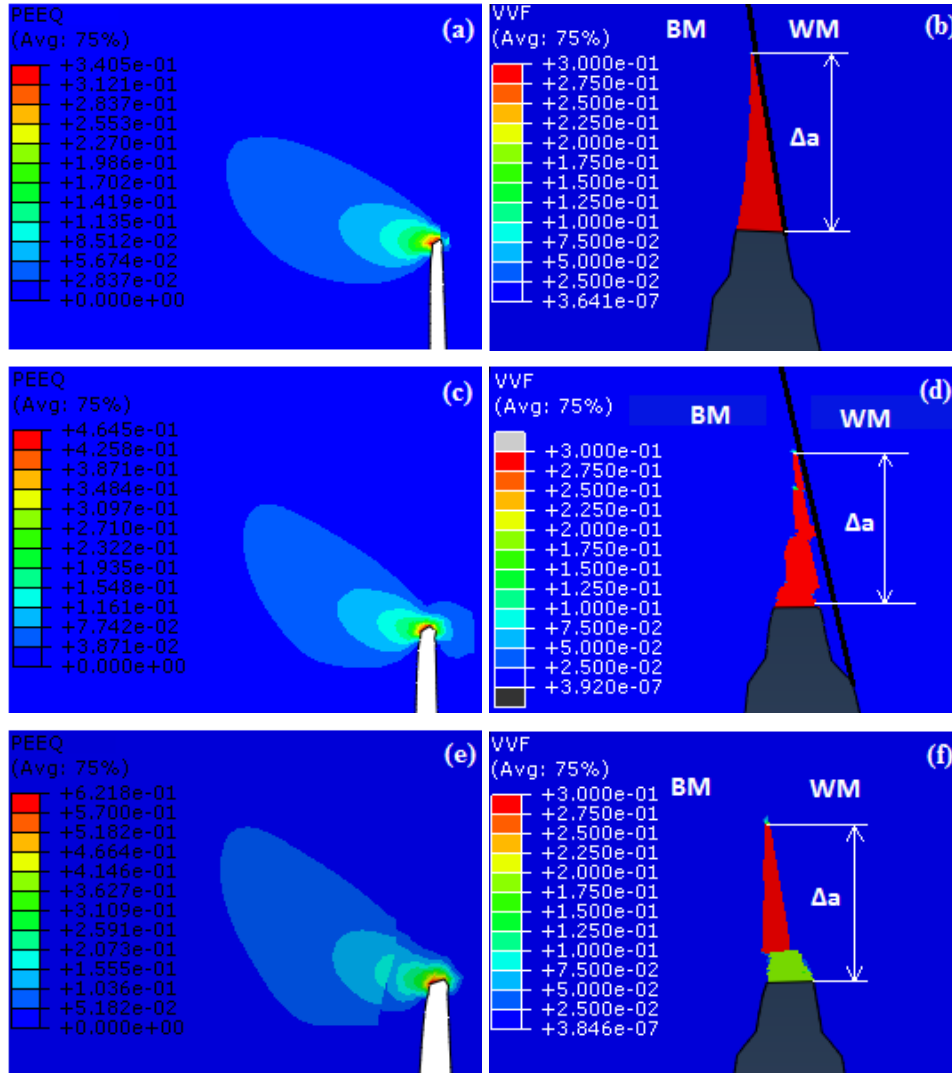 PEEQ
(Avg: 75%)
(a)
+3.405e-01
+3.121e-01
+2.837e-01
+2.553e-01
+2.270e-01
+1.986e-01
+1.702e-01
+1.419e-01
+1.135e-01
+8.512e-02
+5.674e-02
+2.837e-02
+0.000e+00
VVF
(Avg: 75%)
BM
WM
(b)
+3.000e-01
+2.750e-01
+2.500e-01
+2.250e-01
+2.000e-01
+1.750e-01
+1.500e-01
+1.250e-01
+1.000e-01
+7.500e-02
+5.000e-02
+2.500e-02
+3.641e-07
Δa
PEEQ
(Avg: 75%)
(c)
+4.645e-01
+4.258e-01
+3.871e-01
+3.484e-01
+3.097e-01
+2.710e-01
+2.322e-01
+1.935e-01
+1.548e-01
+1.161e-01
+7.742e-02
+3.871e-02
+0.000e+00
VVF
(Avg: 75%)
BM
WM
(d)
+3.000e-01
+2.750e-01
+2.500e-01
+2.250e-01
+2.000e-01
+1.750e-01
+1.500e-01
+1.250e-01
+1.000e-01
+7.500e-02
+5.000e-02
+2.500e-02
+3.920e-07
Δa
PEEQ
(Avg: 75%)
(e)
+6.218e-01
+5.700e-01
+5.182e-01
+4.664e-01
+4.146e-01
+3.627e-01
+3.109e-01
+2.591e-01
+2.073e-01
+1.555e-01
+1.036e-01
+5.182e-02
+0.000e+00
VVF
(Avg: 75%)
BM
WM
(f)
+3.000e-01
+2.750e-01
+2.500e-01
+2.250e-01
+2.000e-01
+1.750e-01
+1.500e-01
+1.250e-01
+1.000e-01
+7.500e-02
+5.000e-02
+2.500e-02
+3.846e-07
Δa